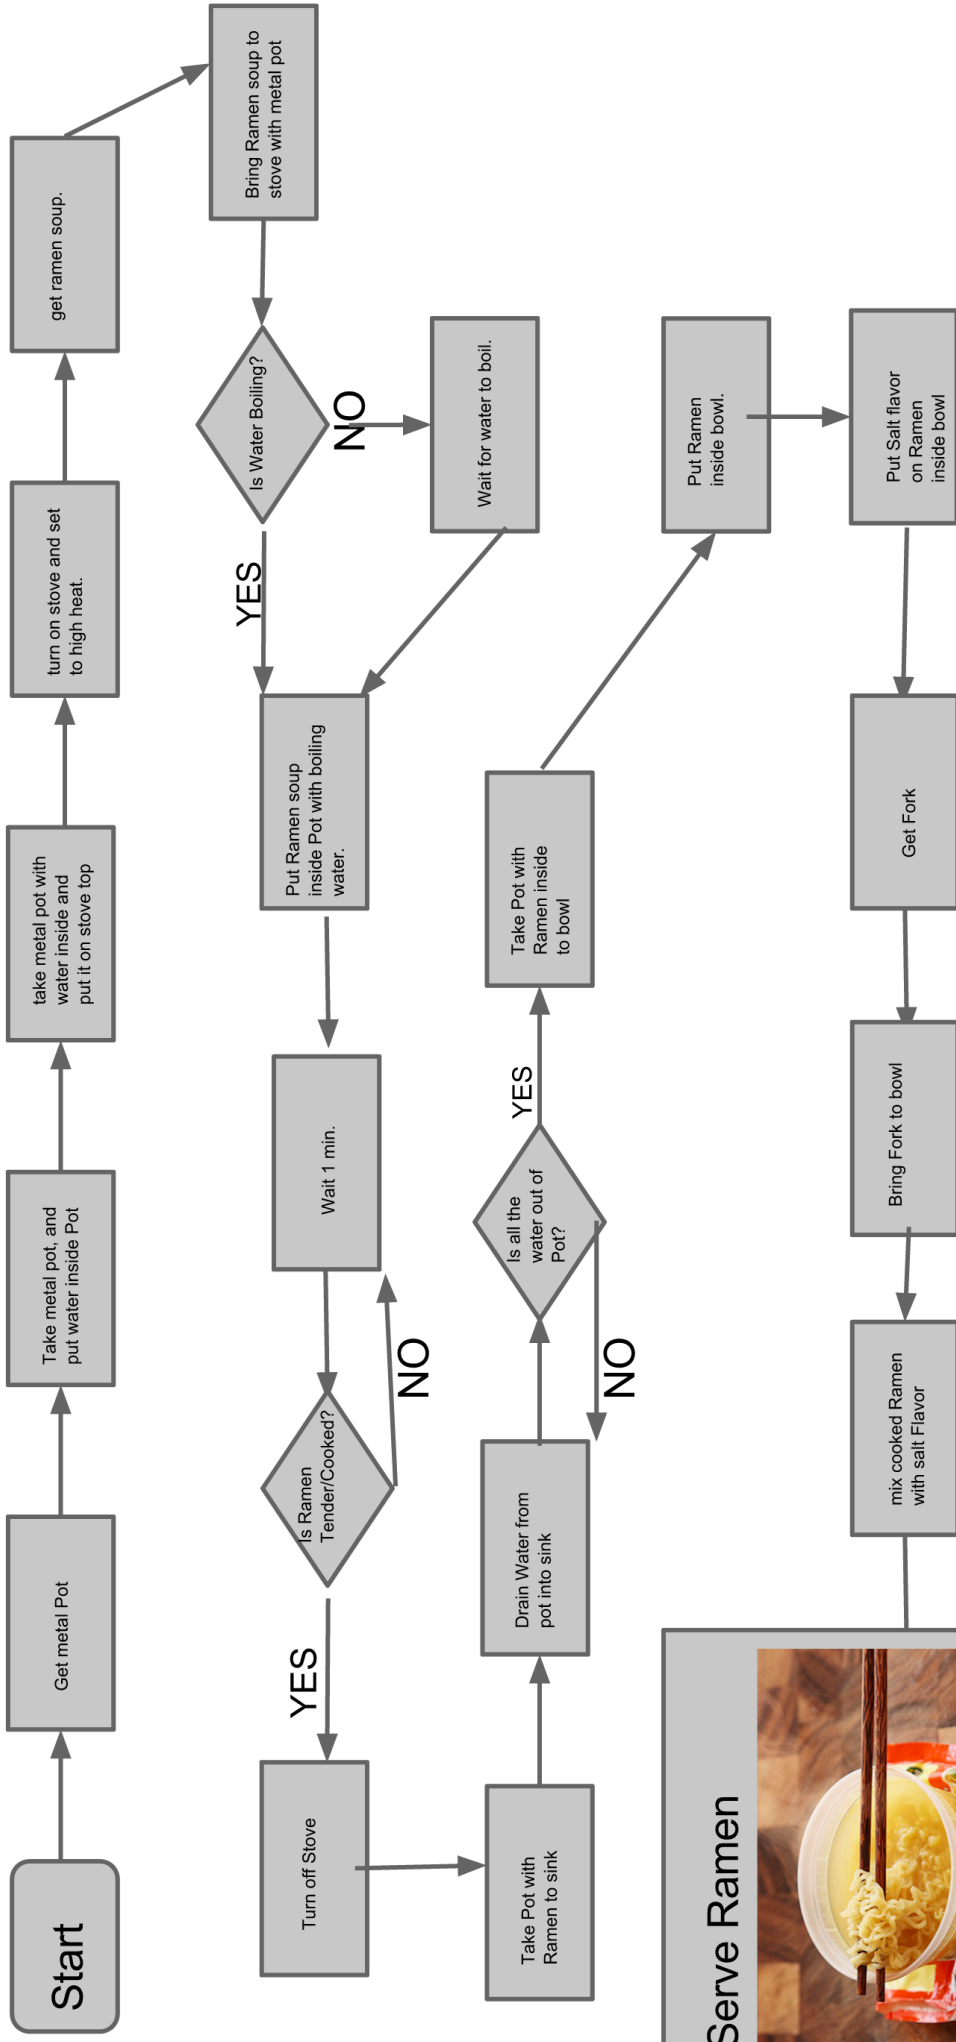 Start
Get metal Pot
Take metal pot, and
put water inside Pot
take metal pot with
water inside and
put it on stove top
turn on stove and set
to high heat.
get ramen soup.
Bring Ramen soup to
stove with metal pot
Is Water Boiling?
NO
Wait for water to boil.
YES
Put Ramen soup
inside Pot with boiling
water.
Wait 1 min.
Is Ramen
Tender/Cooked?
NO
YES
Turn off Stove
Take Pot with
Ramen to sink
Drain Water from
pot into sink
Is all the
water out of
Pot?
NO
YES
Take Pot with
Ramen inside
to bowl
Put Ramen
inside bowl.
Put Salt flavor
on Ramen
inside bowl
Get Fork
Bring Fork to bowl
mix cooked Ramen
with salt Flavor
Serve Ramen